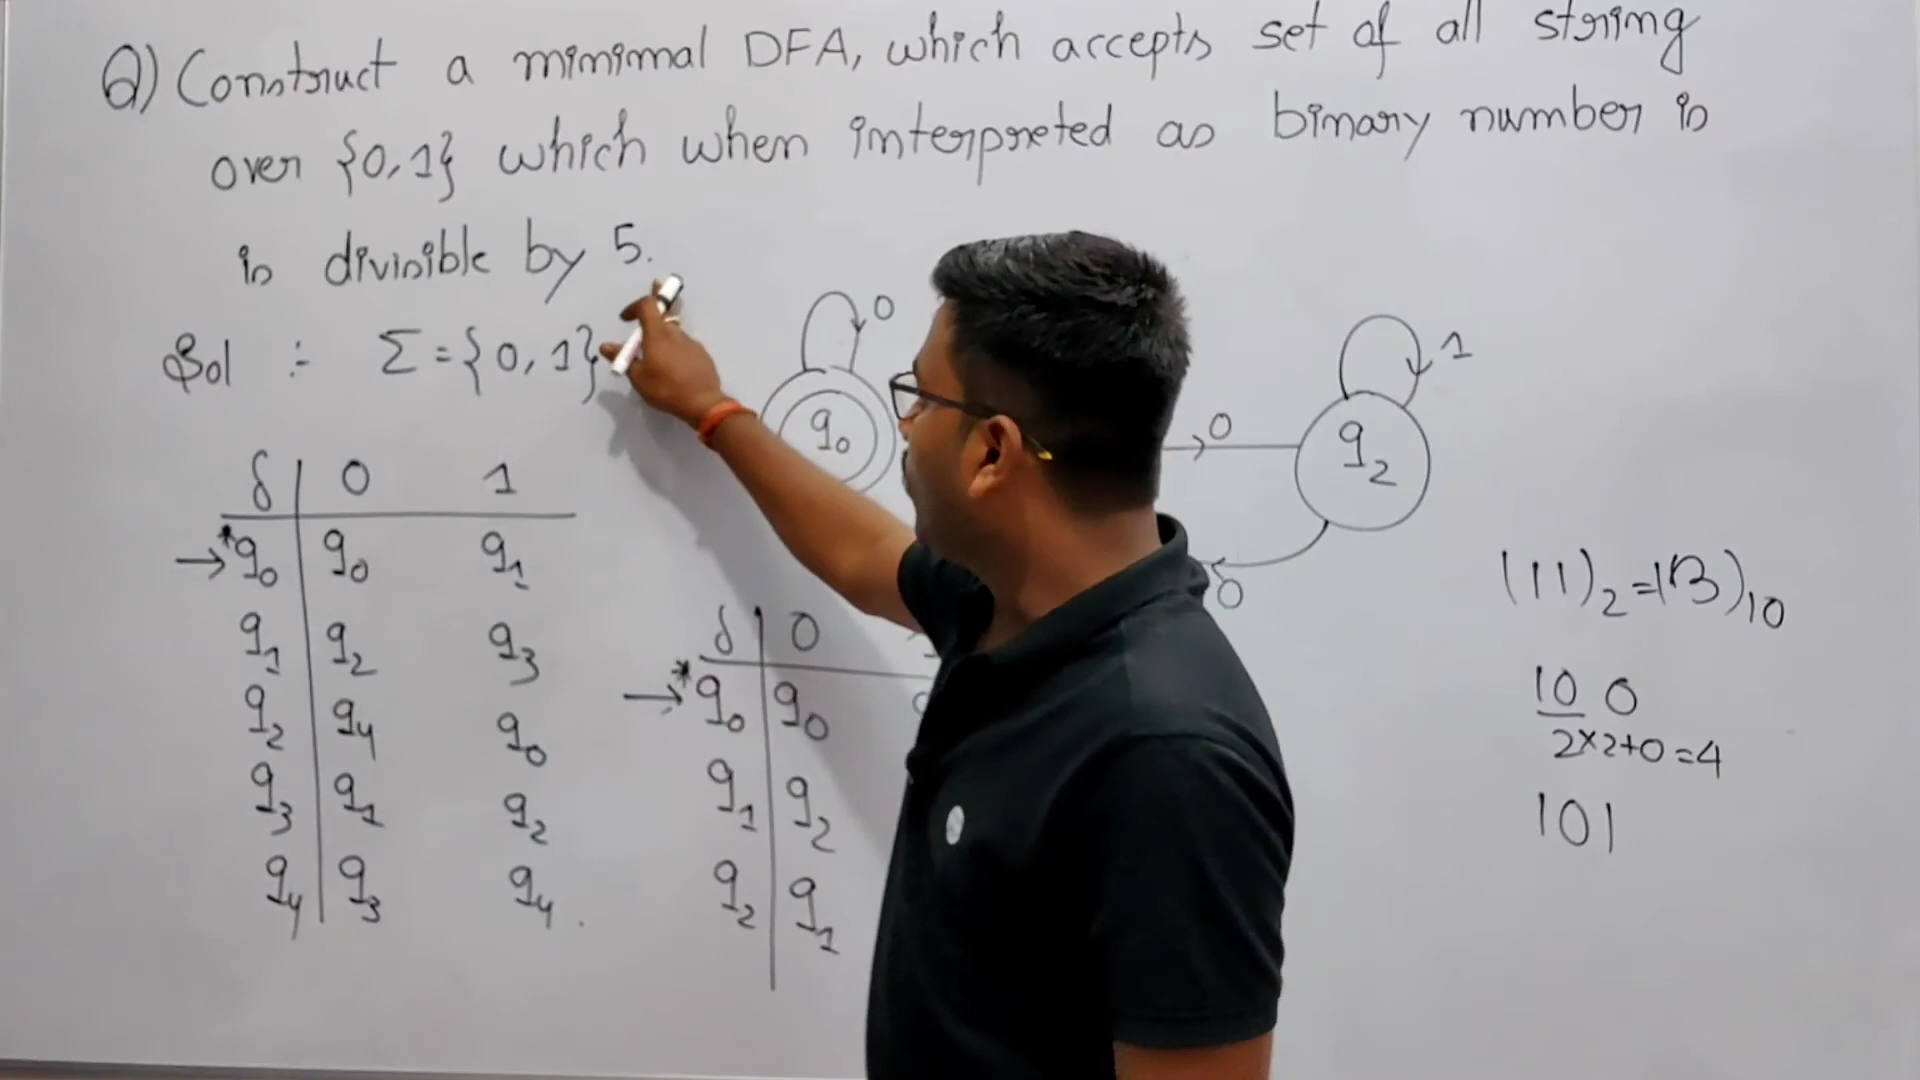 Q) Construct a minimal DFA, which accepts set of all string
over {0,1} which when interpreted as binary number is
is divisible by 5.
Sol :- Σ={0,1}
δ 0 1
→*q0 q0 q1
q1 q2 q3
q2 q4 q0
q3 q1 q2
q4 q3 q4.
0
q0
0
q2
1
0
δ 0
→*q0 q0
q1 q2
q2 q1
(11)2=(3)10
10 0
2×2+0=4
101